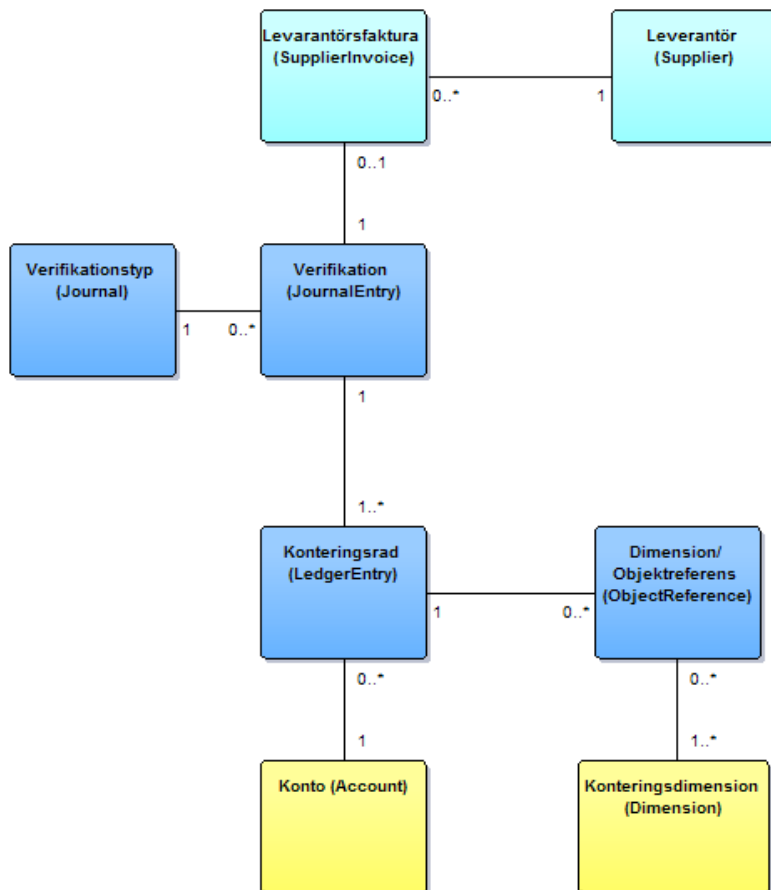 Levarantörsfaktura
(SupplierInvoice)
Leverantör
(Supplier)
0..*
1
0..1
1
Verifikationstyp
(Journal)
Verifikation
(JournalEntry)
1
0..*
1
1..*
Konteringsrad
(LedgerEntry)
Dimension/
Objektreferens
(ObjectReference)
1
0..*
0..*
0..*
1
1..*
Konto (Account)
Konteringsdimension
(Dimension)